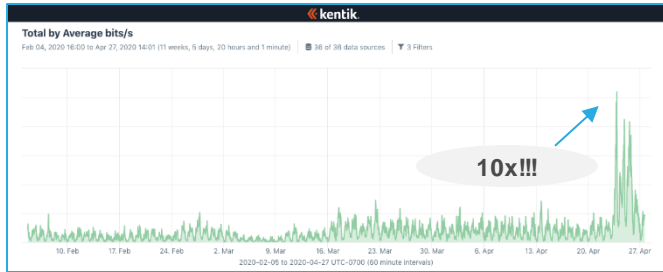 kentik.
Total by Average bits/s
Feb 04, 2020 16:00 to Apr 27, 2020 14:01 (11 weeks, 5 days, 20 hours and 1 minute) 36 of 36 data sources 3 Filters
10x!!!
10. Feb 17. Feb 24. Feb 2. Mar 9. Mar 16. Mar 23. Mar 30. Mar 6. Apr 13. Apr 20. Apr 27. Apr
2020-02-05 to 2020-04-27 UTC-0700 (60 minute intervals)